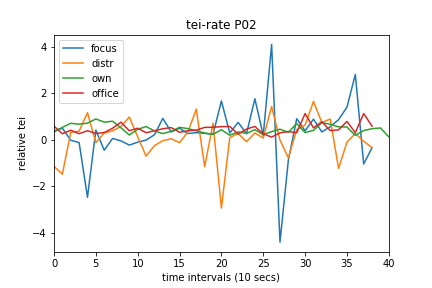 tei-rate P02
focus
distr
own
office
relative tei
4
2
0
−2
−4
0 5 10 15 20 25 30 35 40
time intervals (10 secs)